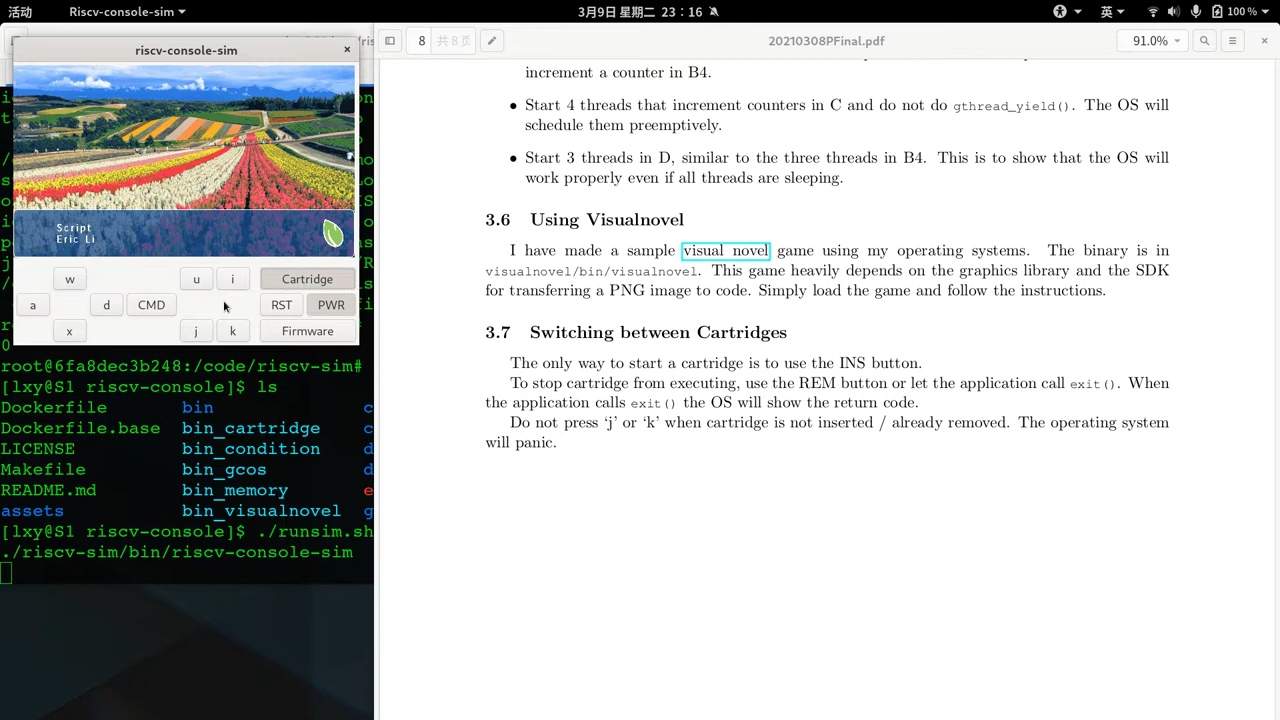 活动
Riscv-console-sim
3月9日 星期二 23:16
英
100 %
riscv-console-sim
Script
Eric Li
w
u
i
Cartridge
a
d
CMD
RST
PWR
x
j
k
Firmware
root@6fa8dec3b248:/code/riscv-sim#
[lxy@S1 riscv-console]$ ls
Dockerfile bin c
Dockerfile.base bin_cartridge c
LICENSE bin_condition d
Makefile bin_gcos d
README.md bin_memory e
assets bin_visualnovel g
[lxy@S1 riscv-console]$ ./runsim.sh
./riscv-sim/bin/riscv-console-sim
8 共8页
20210308PFinal.pdf
91.0%
increment a counter in B4.
• Start 4 threads that increment counters in C and do not do gthread_yield(). The OS will
schedule them preemptively.
• Start 3 threads in D, similar to the three threads in B4. This is to show that the OS will
work properly even if all threads are sleeping.
3.6 Using Visualnovel
I have made a sample visual novel game using my operating systems. The binary is in
visualnovel/bin/visualnovel. This game heavily depends on the graphics library and the SDK
for transferring a PNG image to code. Simply load the game and follow the instructions.
3.7 Switching between Cartridges
The only way to start a cartridge is to use the INS button.
To stop cartridge from executing, use the REM button or let the application call exit(). When
the application calls exit() the OS will show the return code.
Do not press ‘j’ or ‘k’ when cartridge is not inserted / already removed. The operating system
will panic.